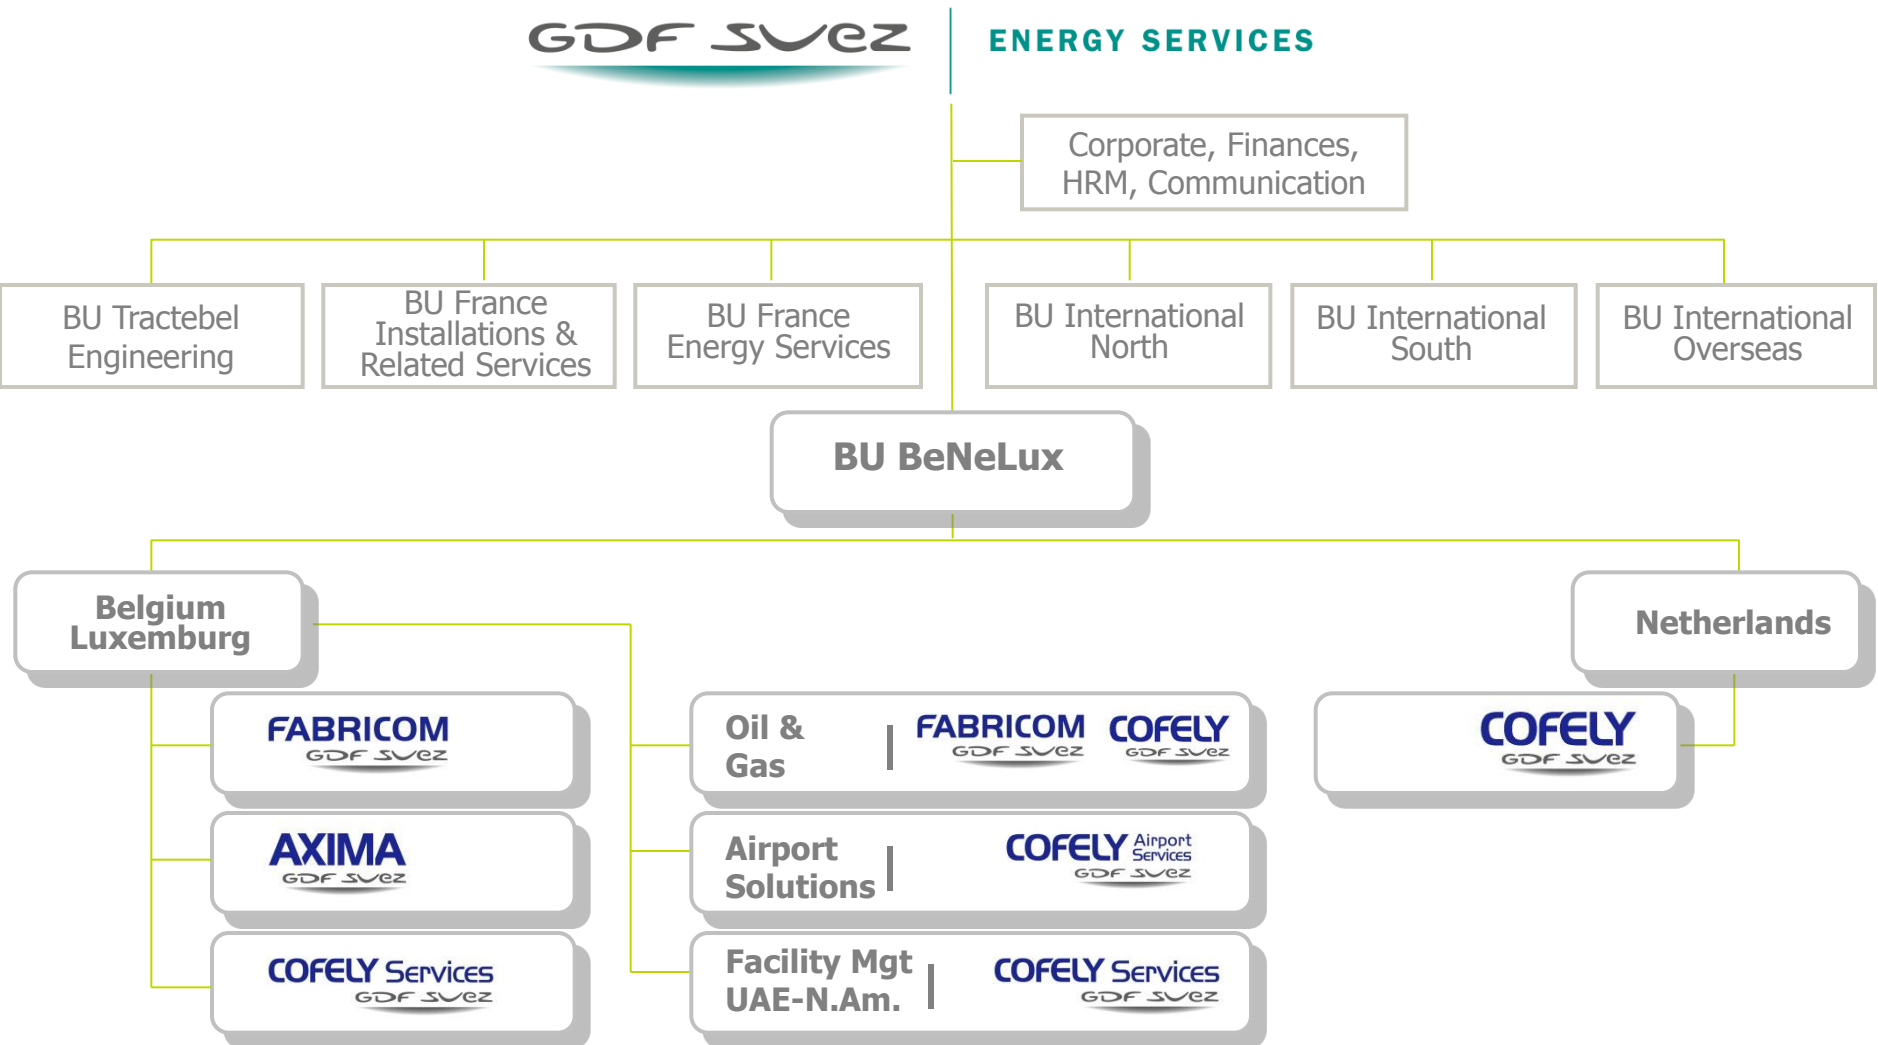 GDF SUEZ
ENERGY SERVICES
Corporate, Finances,
HRM, Communication
BU Tractebel
Engineering
BU France
Installations &
Related Services
BU France
Energy Services
BU International
North
BU International
South
BU International
Overseas
BU BeNeLux
Belgium
Luxemburg
Netherlands
FABRICOM
GDF SUEZ
Oil &
Gas
FABRICOM
GDF SUEZ
COFELY
GDF SUEZ
COFELY
GDF SUEZ
AXIMA
GDF SUEZ
Airport
Solutions
COFELY Airport
Services
GDF SUEZ
COFELY Services
GDF SUEZ
Facility Mgt
UAE-N.Am.
COFELY Services
GDF SUEZ